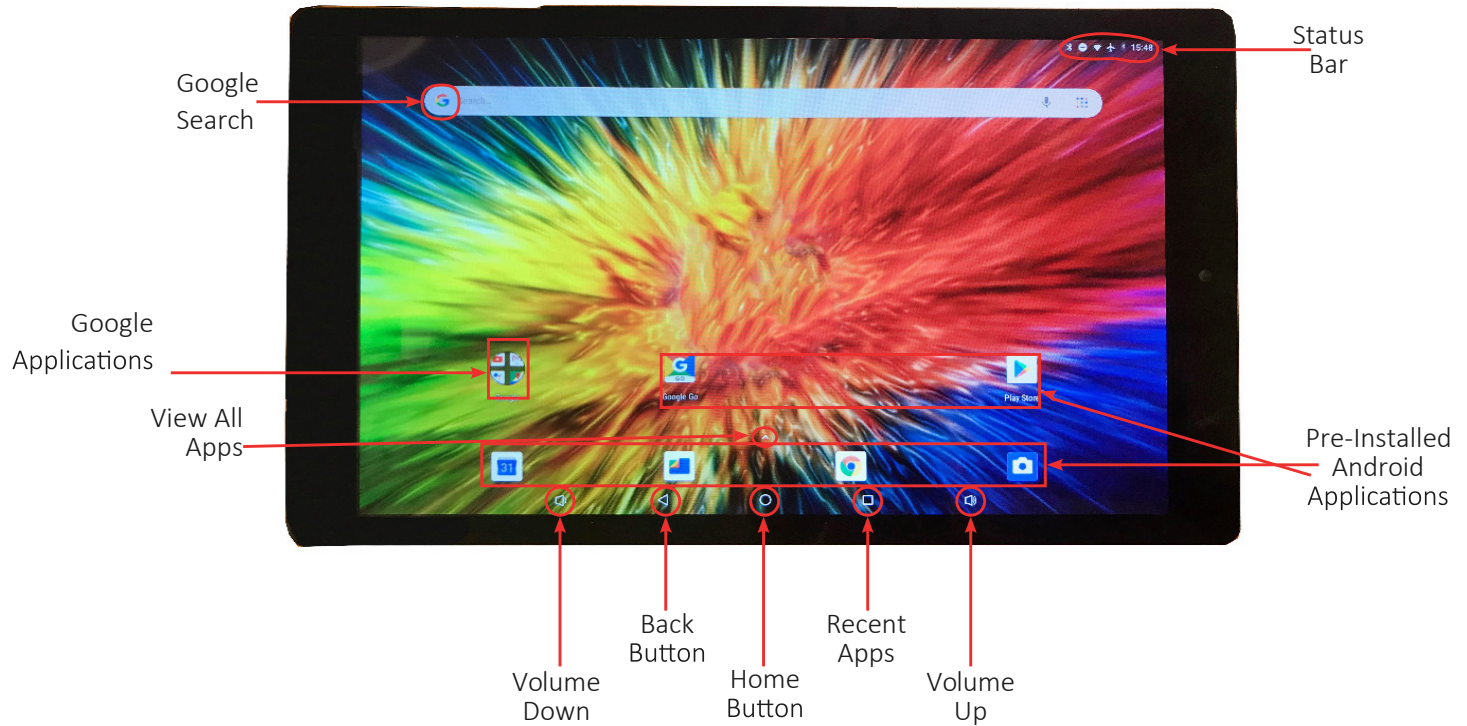 Status
Bar
15:48
Google
Search
Search...
G
Google
Applications
G
GO
Google Go
Play Store
View All
Apps
31
Pre-Installed
Android
Applications
Back
Button
Recent
Apps
Volume
Down
Home
Button
Volume
Up